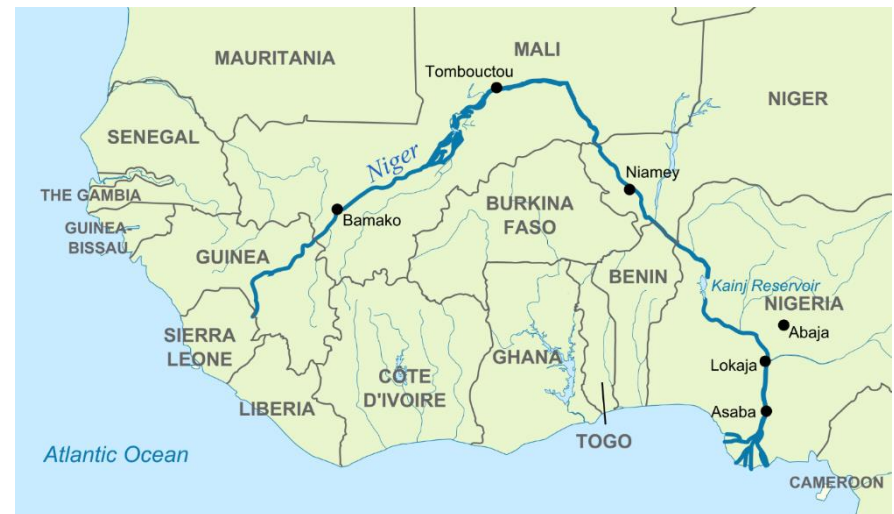 MAURITANIA
MALI
Tombouctou
NIGER
SENEGAL
Niger
THE GAMBIA
Niamey
GUINEA-
BISSAU
Bamako
BURKINA
FASO
GUINEA
BENIN
Kainj Reservoir
NIGERIA
Abaja
SIERRA
LEONE
GHANA
Lokaja
CÔTE
D'IVOIRE
LIBERIA
Asaba
TOGO
Atlantic Ocean
CAMEROON